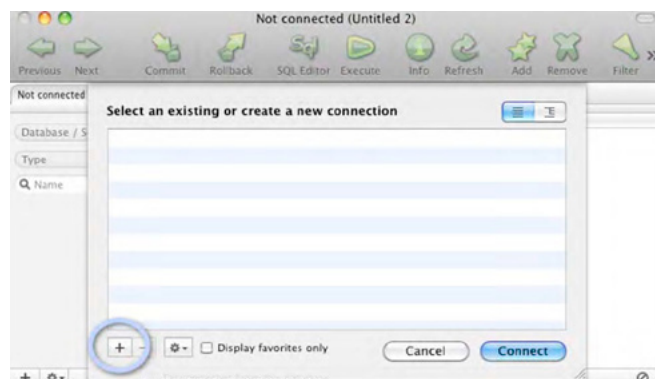 Not connected (Untitled 2)
Previous Next Commit Rollback SQL Editor Execute Info Refresh Add Remove Filter
Not connected
Select an existing or create a new connection
Database / S
Type
Name
+ - Display favorites only Cancel Connect
+